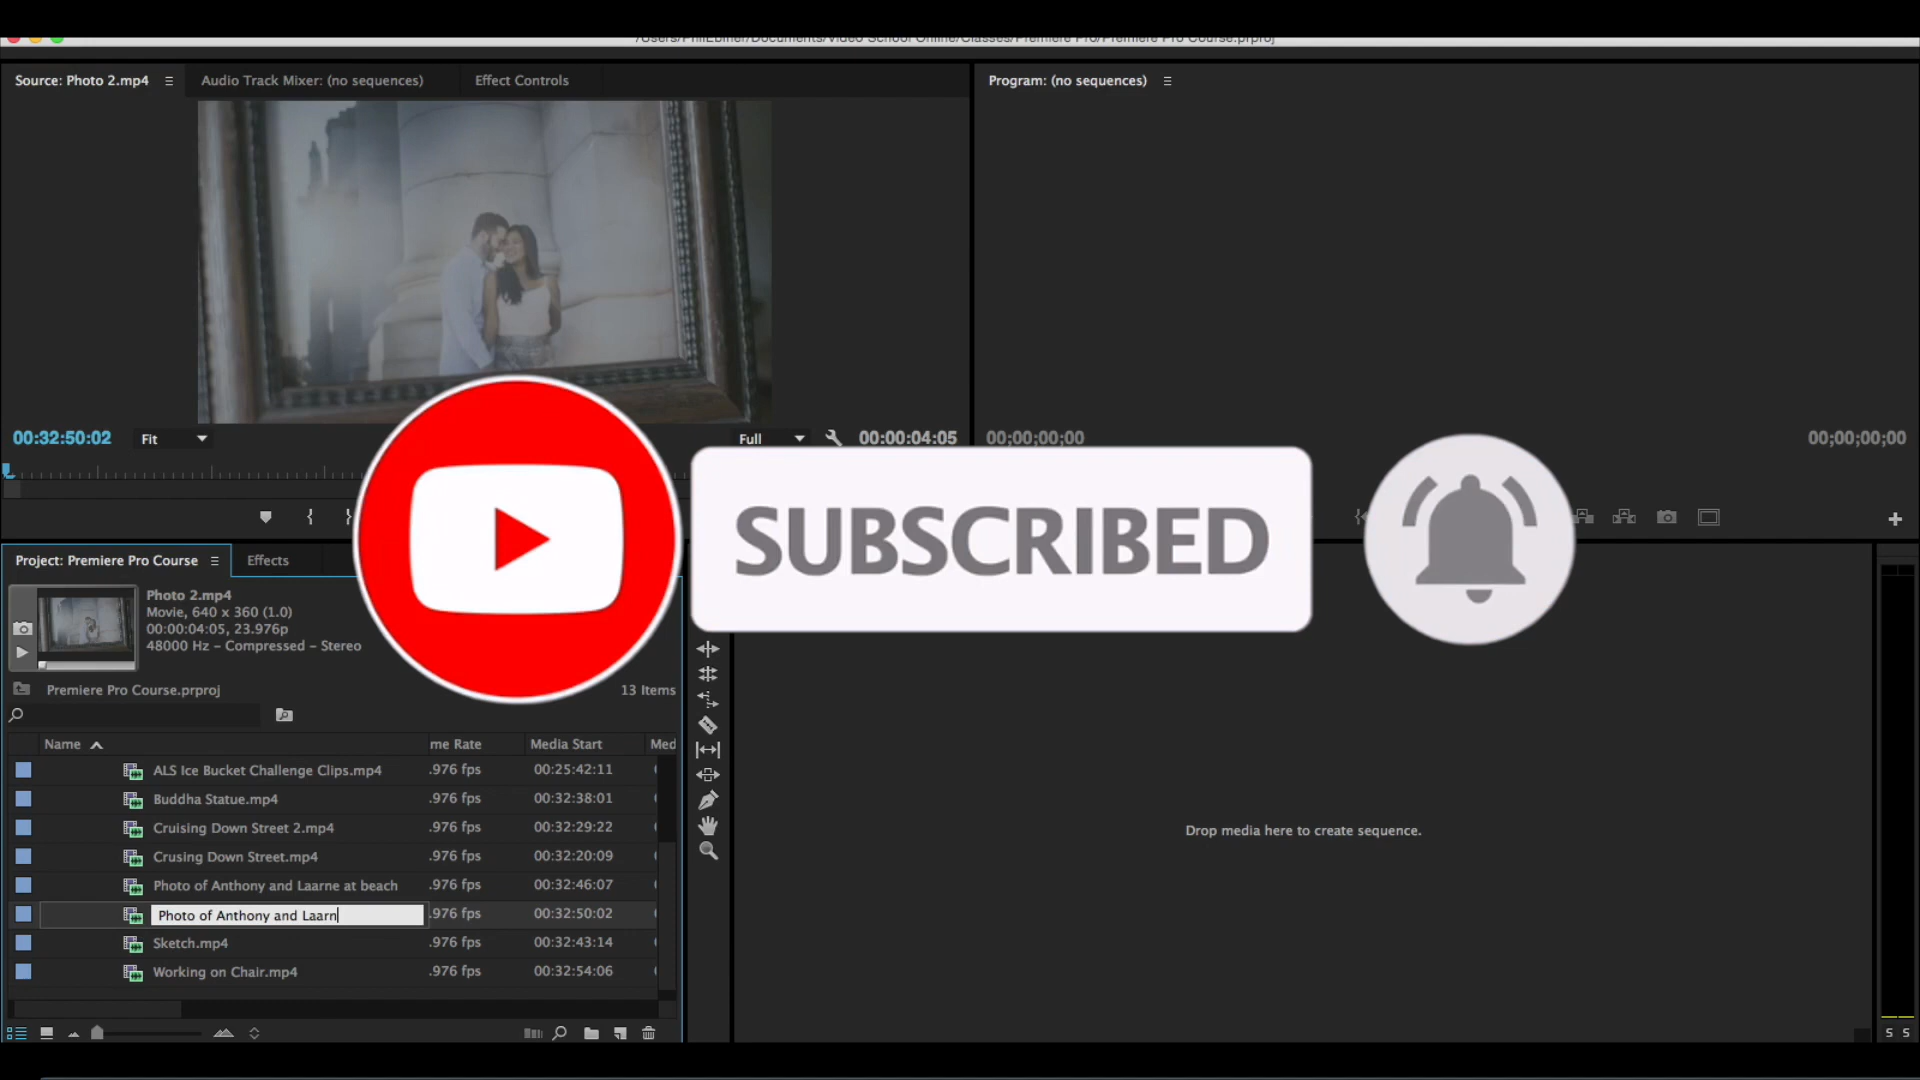 /Users/PhilEbiner/Documents/Video School Online/Classes/Premiere Pro/Premiere Pro Course.prproj
Source: Photo 2.mp4
Audio Track Mixer: (no sequences)
Effect Controls
Program: (no sequences)
00:32:50:02
Fit
Full
00:00:04:05
00;00;00;00
00;00;00;00
SUBSCRIBED
Project: Premiere Pro Course
Effects
Photo 2.mp4
Movie, 640 x 360 (1.0)
00:00:04:05, 23.976p
48000 Hz - Compressed - Stereo
Premiere Pro Course.prproj
13 Items
Name me Rate Media Start Med
ALS Ice Bucket Challenge Clips.mp4 .976 fps 00:25:42:11
Buddha Statue.mp4 .976 fps 00:32:38:01
Cruising Down Street 2.mp4 .976 fps 00:32:29:22
Crusing Down Street.mp4 .976 fps 00:32:20:09
Photo of Anthony and Laarne at beach .976 fps 00:32:46:07
Photo of Anthony and Laarn .976 fps 00:32:50:02
Sketch.mp4 .976 fps 00:32:43:14
Working on Chair.mp4 .976 fps 00:32:54:06
Drop media here to create sequence.
S S